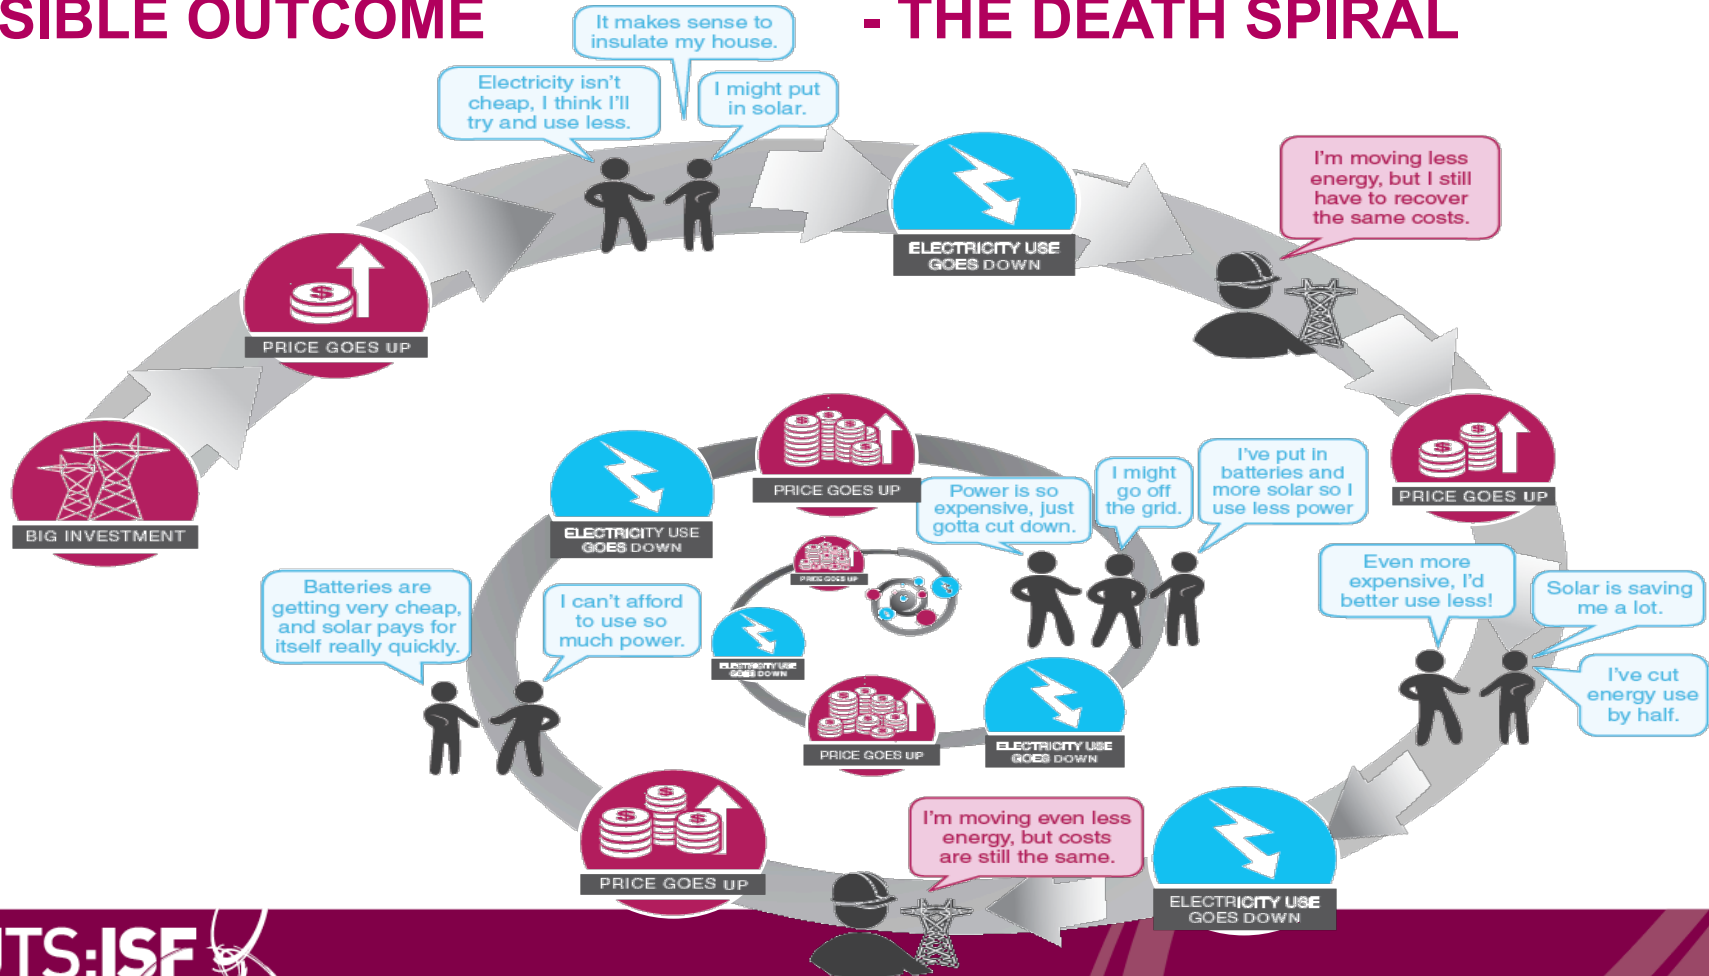 SIBLE OUTCOME - THE DEATH SPIRAL
It makes sense to
insulate my house.
Electricity isn't
cheap, I think I'll
try and use less.
I might put
in solar.
I'm moving less
energy, but I still
have to recover
the same costs.
ELECTRICITY USE
GOES DOWN
PRICE GOES UP
BIG INVESTMENT
PRICE GOES UP
Even more
expensive, I'd
better use less!
Solar is saving
me a lot.
I've cut
energy use
by half.
ELECTRICITY USE
GOES DOWN
I'm moving even less
energy, but costs
are still the same.
PRICE GOES UP
Batteries are
getting very cheap,
and solar pays for
itself really quickly.
I can't afford
to use so
much power.
ELECTRICITY USE
GOES DOWN
PRICE GOES UP
Power is so
expensive, just
gotta cut down.
I might
go off
the grid.
I've put in
batteries and
more solar so I
use less power
ELECTRICITY USE
GOES DOWN
PRICE GOES UP
ELECTRICITY USE
GOES DOWN
PRICE GOES UP
UTS:ISF